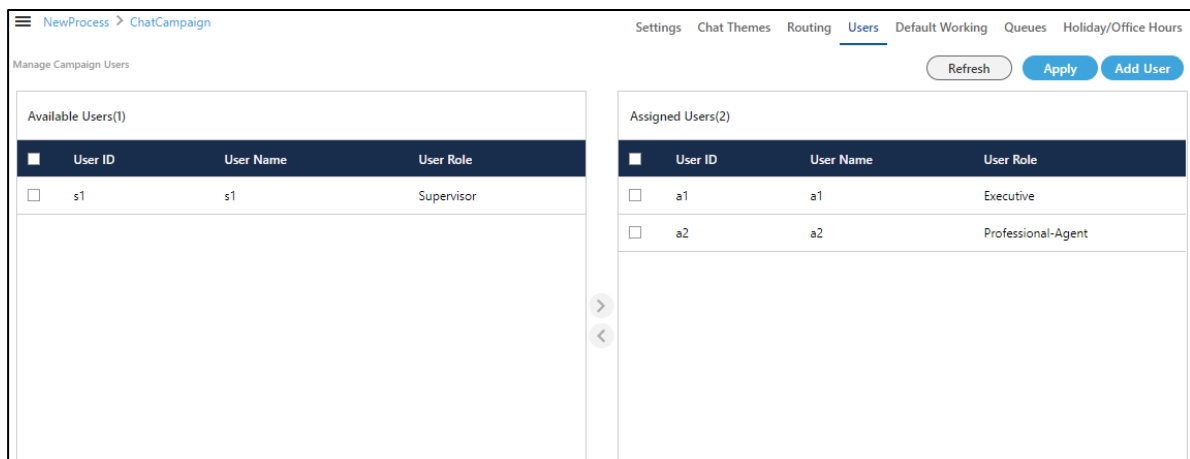 NewProcess > ChatCampaign
Settings Chat Themes Routing Users Default Working Queues Holiday/Office Hours
Manage Campaign Users
Refresh Apply Add User
Available Users(1)
User ID User Name User Role
s1 s1 Supervisor
Assigned Users(2)
User ID User Name User Role
a1 a1 Executive
a2 a2 Professional-Agent